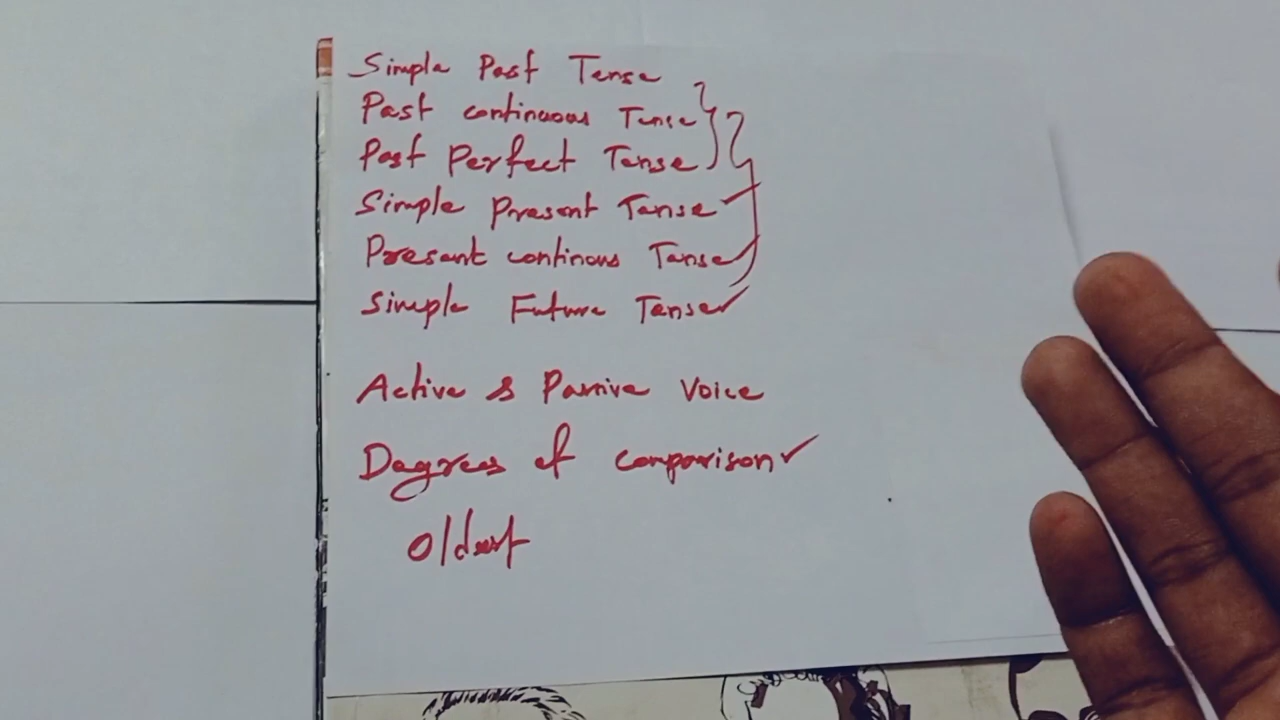 Simple Past Tense
Past continuous Tense
Past Perfect Tense
Simple Present Tense
Present continous Tense
Simple Future Tense
Active & Passive Voice
Degrees of comparison
Oldest